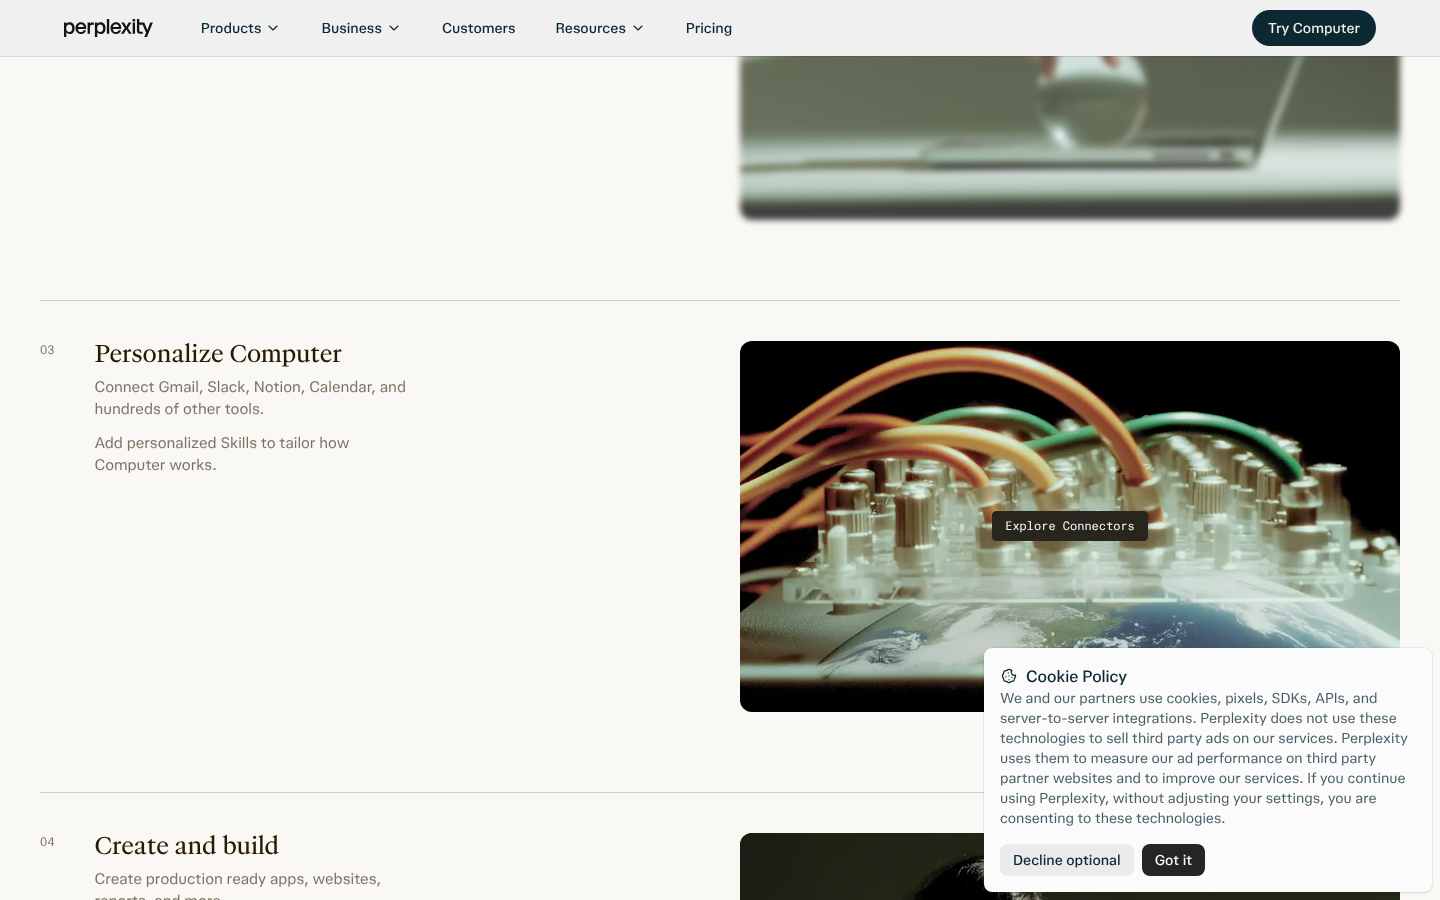 perplexity
Products
Business
Customers
Resources
Pricing
Try Computer
03
Personalize Computer
Connect Gmail, Slack, Notion, Calendar, and
hundreds of other tools.
Add personalized Skills to tailor how
Computer works.
Explore Connectors
Cookie Policy
We and our partners use cookies, pixels, SDKs, APIs, and
server-to-server integrations. Perplexity does not use these
technologies to sell third party ads on our services. Perplexity
uses them to measure our ad performance on third party
partner websites and to improve our services. If you continue
using Perplexity, without adjusting your settings, you are
consenting to these technologies.
Decline optional
Got it
04
Create and build
Create production ready apps, websites,
reports, and more.